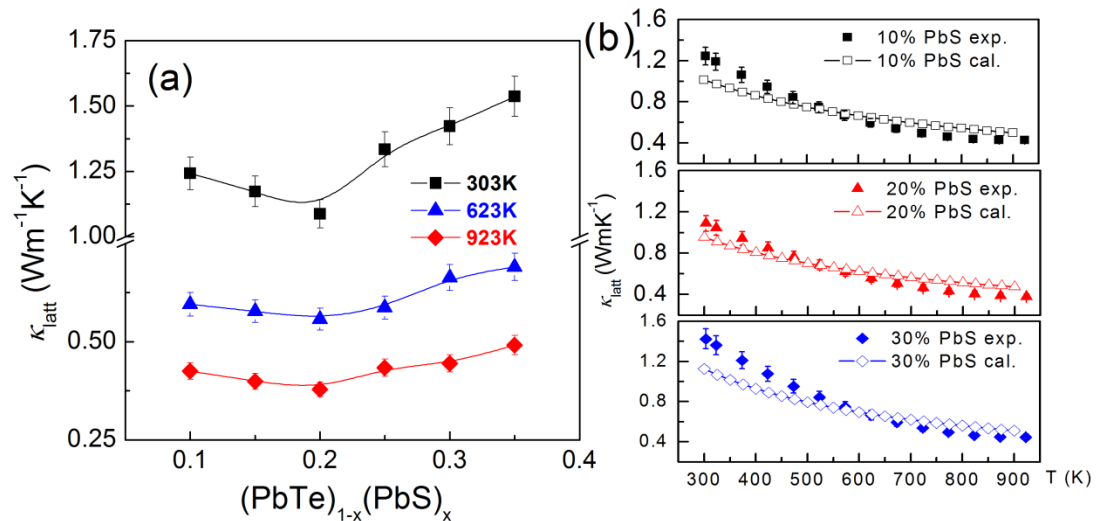 (a)
1.50
1.25
1.00
0.50
0.25
κlatt (Wm-1K-1)
303K
623K
923K
0.1 0.2 0.3 0.4
(PbTe)1-x(PbS)x
(b)
1.6
1.2
0.8
0.4
10% PbS exp.
10% PbS cal.
1.6
1.2
0.8
0.4
20% PbS exp.
20% PbS cal.
κlatt (WmK-1)
1.6
1.2
0.8
0.4
30% PbS exp.
30% PbS cal.
300 400 500 600 700 800 900 T (K)